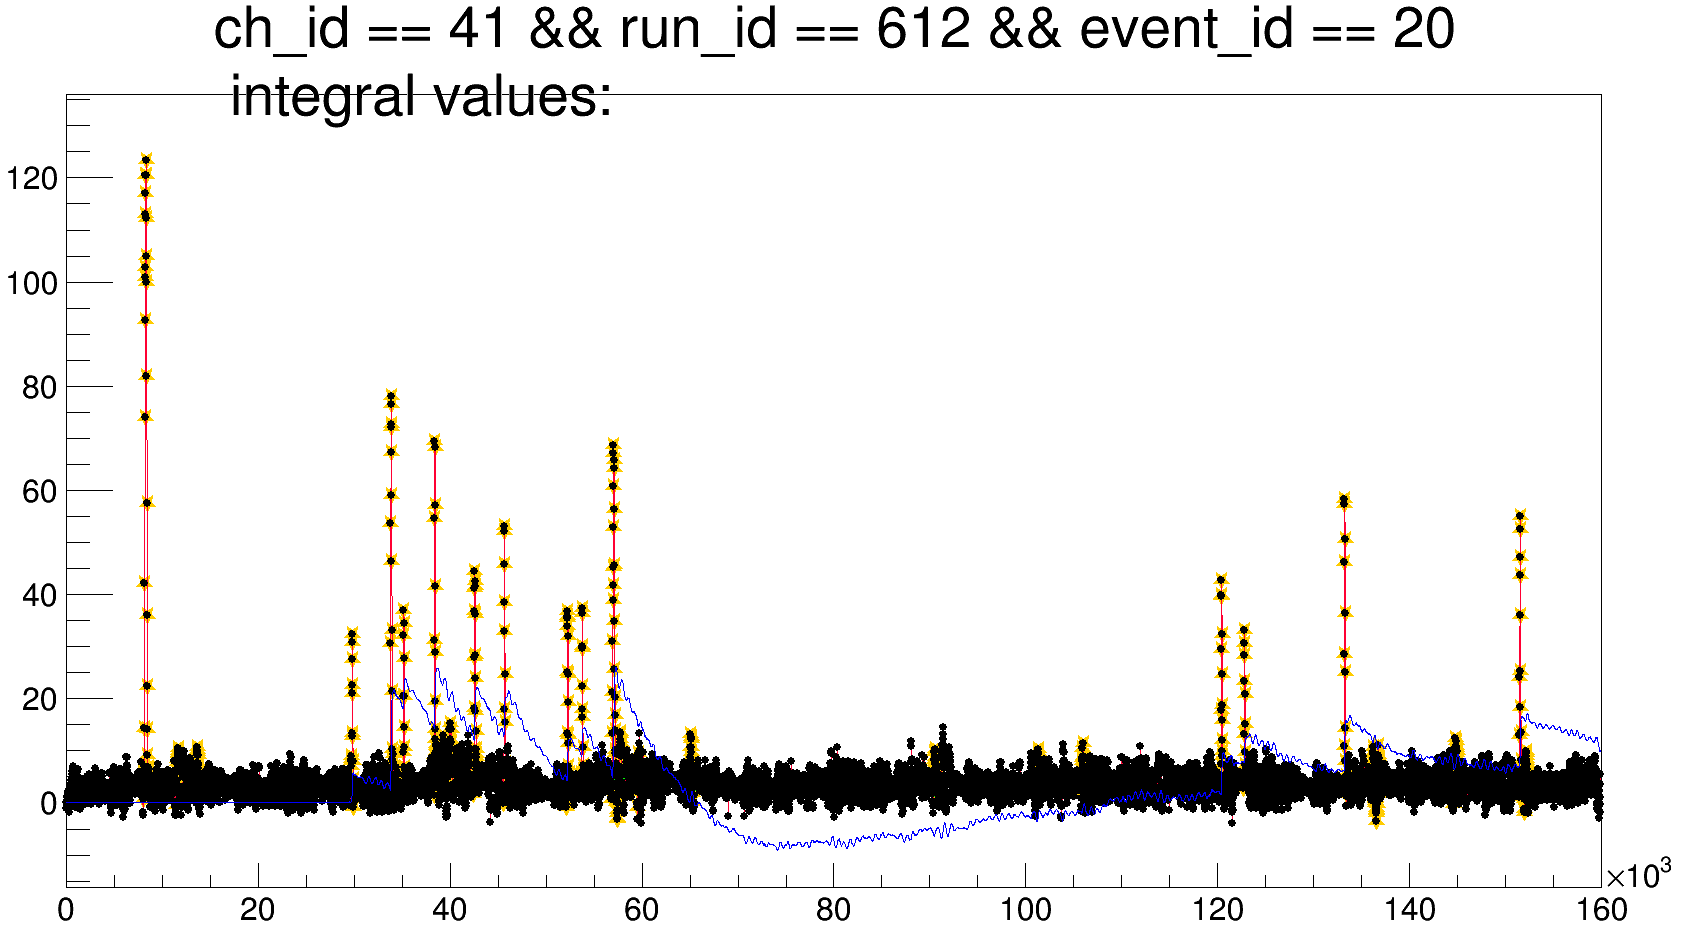 ch_id == 41 && run_id == 612 && event_id == 20
integral values:
120
100
80
60
40
20
0
0 20 40 60 80 100 120 140 160
×10³